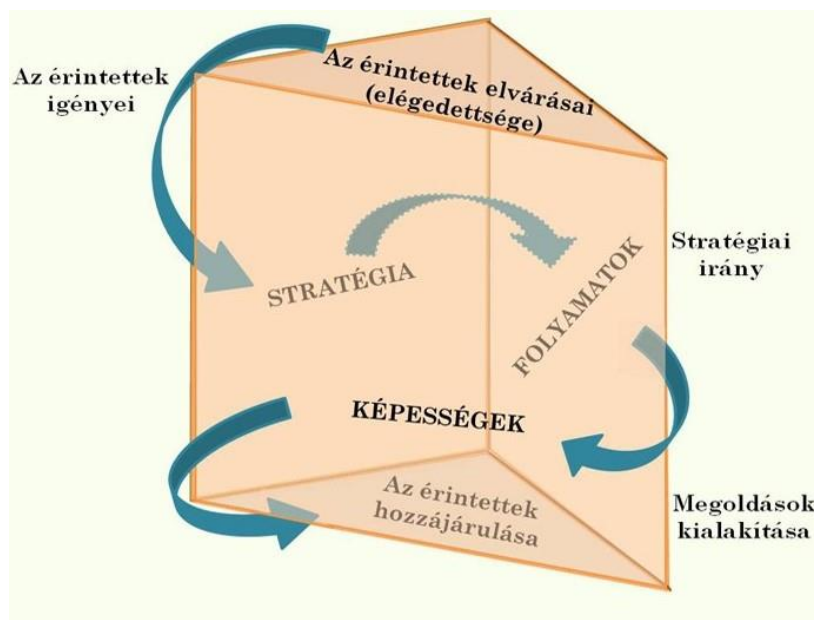 Az érintettek
igényei
Az érintettek elvárásai
(elégedettsége)
STRATÉGIA
FOLYAMATOK
Stratégiai
irány
KÉPESSÉGEK
Az érintettek
hozzájárulása
Megoldások
kialakítása